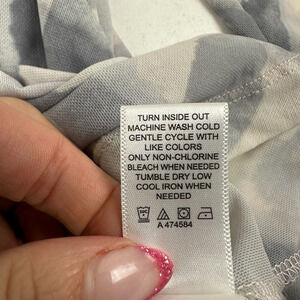 TURN INSIDE OUT
MACHINE WASH COLD
GENTLE CYCLE WITH
LIKE COLORS
ONLY NON-CHLORINE
BLEACH WHEN NEEDED
TUMBLE DRY LOW
COOL IRON WHEN
NEEDED
A 474584